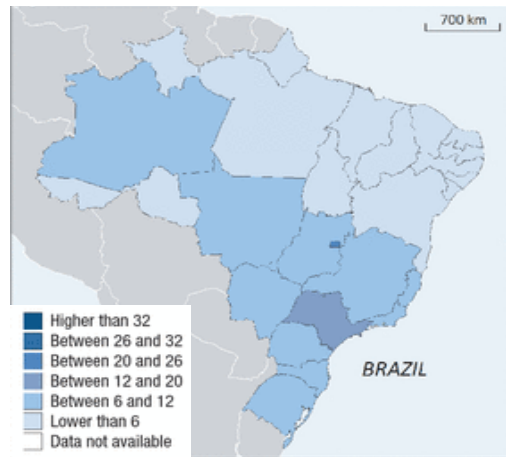 700 km
BRAZIL
Higher than 32
Between 26 and 32
Between 20 and 26
Between 12 and 20
Between 6 and 12
Lower than 6
Data not available